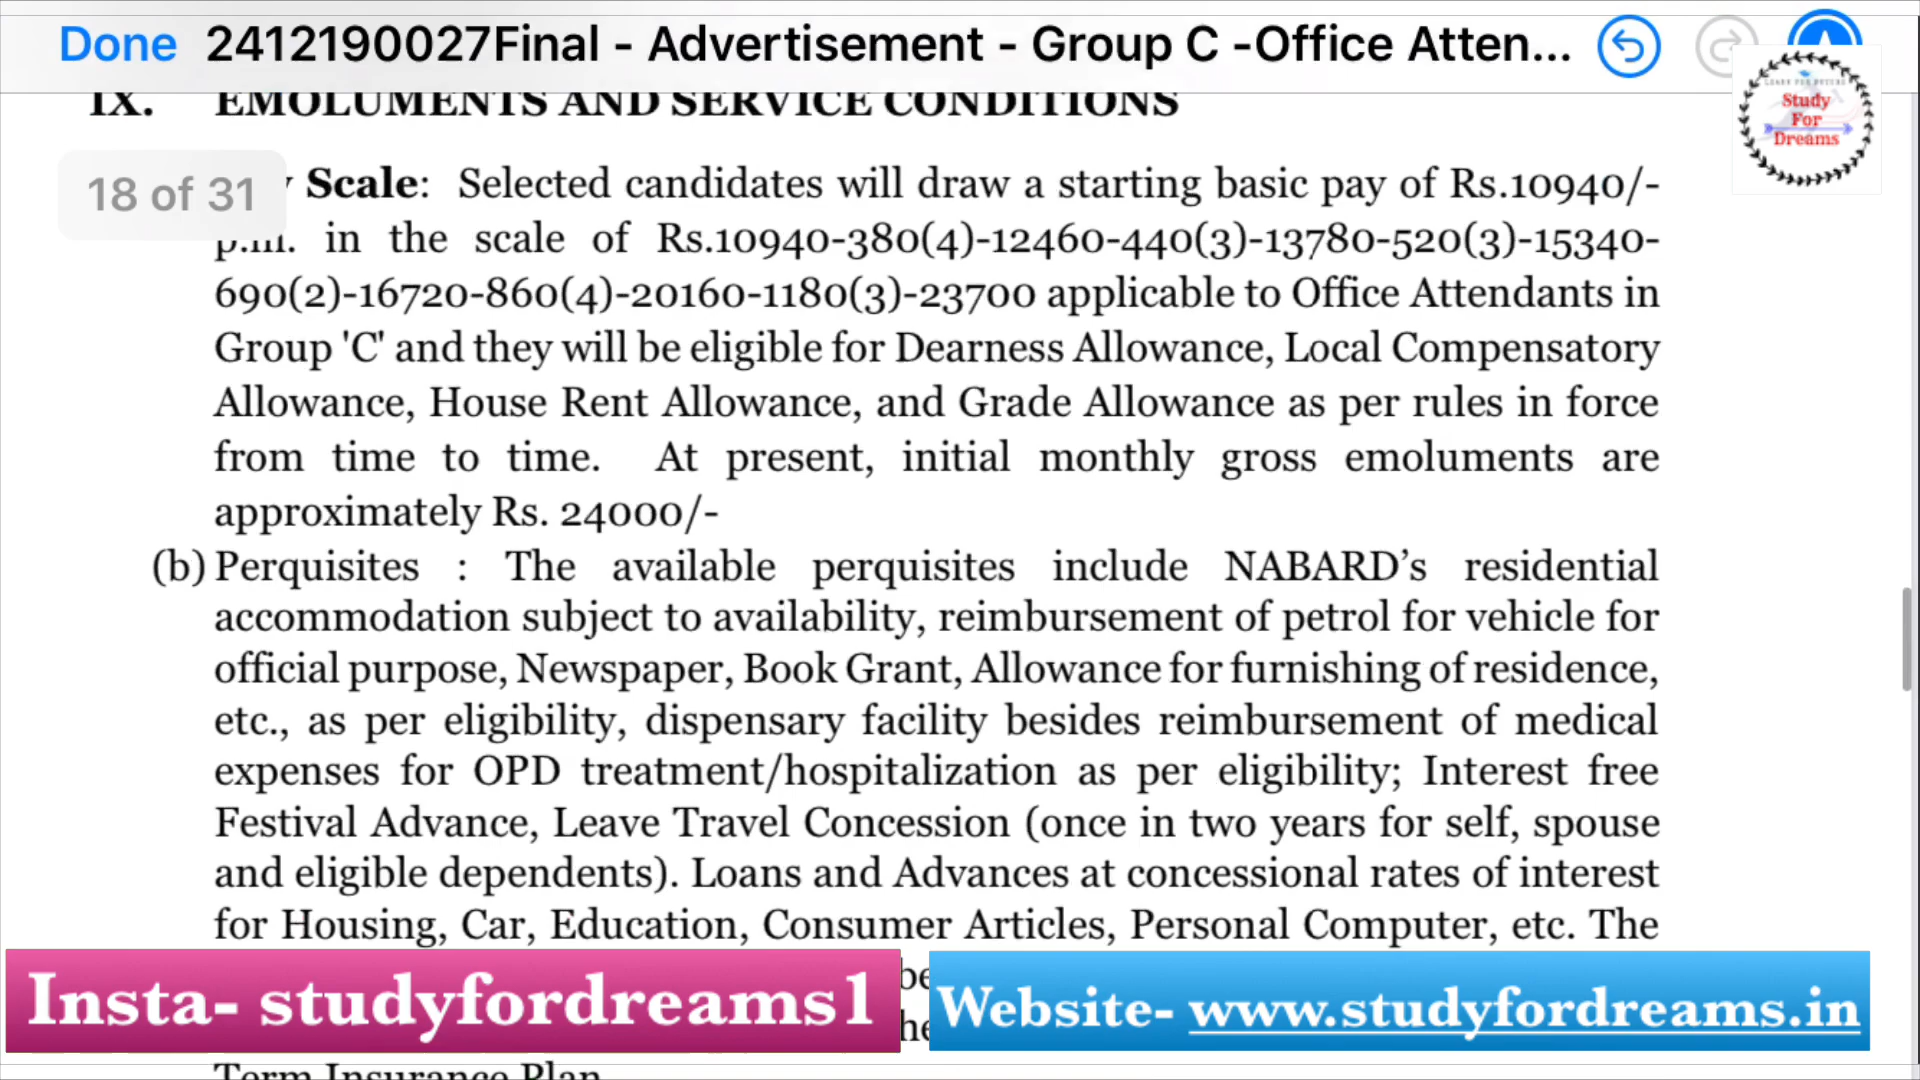 Done 2412190027Final - Advertisement - Group C -Office Atten...
IX. EMOLUMENTS AND SERVICE CONDITIONS
18 of 31
Scale: Selected candidates will draw a starting basic pay of Rs.10940/-
p.m. in the scale of Rs.10940-380(4)-12460-440(3)-13780-520(3)-15340-
690(2)-16720-860(4)-20160-1180(3)-23700 applicable to Office Attendants in
Group 'C' and they will be eligible for Dearness Allowance, Local Compensatory
Allowance, House Rent Allowance, and Grade Allowance as per rules in force
from time to time. At present, initial monthly gross emoluments are
approximately Rs. 24000/-
(b) Perquisites : The available perquisites include NABARD’s residential
accommodation subject to availability, reimbursement of petrol for vehicle for
official purpose, Newspaper, Book Grant, Allowance for furnishing of residence,
etc., as per eligibility, dispensary facility besides reimbursement of medical
expenses for OPD treatment/hospitalization as per eligibility; Interest free
Festival Advance, Leave Travel Concession (once in two years for self, spouse
and eligible dependents). Loans and Advances at concessional rates of interest
for Housing, Car, Education, Consumer Articles, Personal Computer, etc. The
Term Insurance Plan
Study
For
Dreams
Insta- studyfordreams1
Website- www.studyfordreams.in